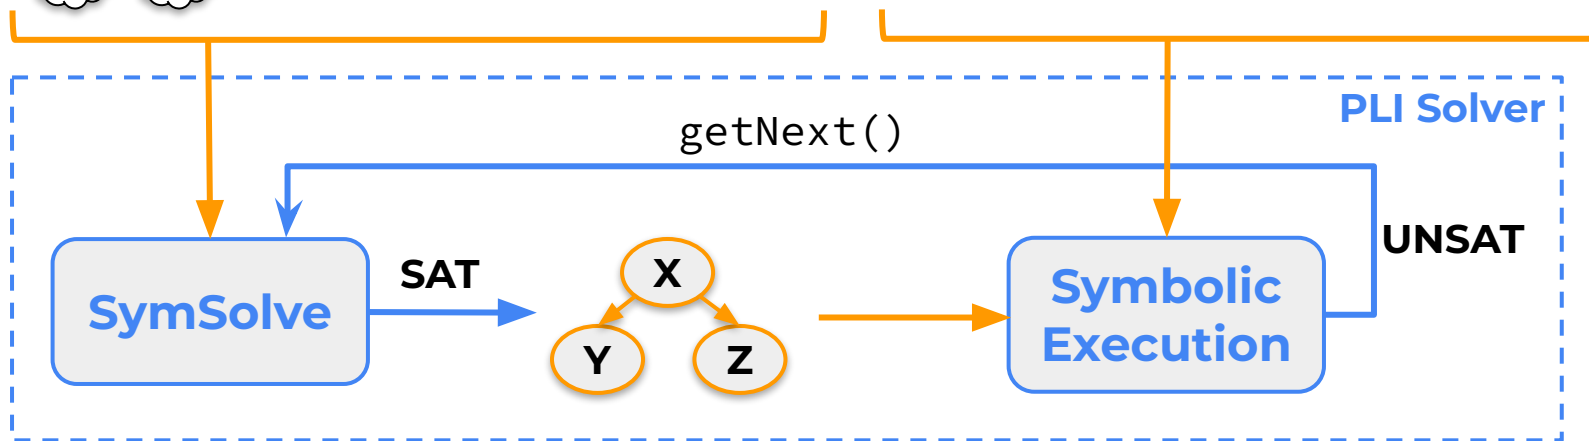 PLI Solver
getNext()
UNSAT
SAT
X
Y Z
SymSolve
Symbolic
Execution